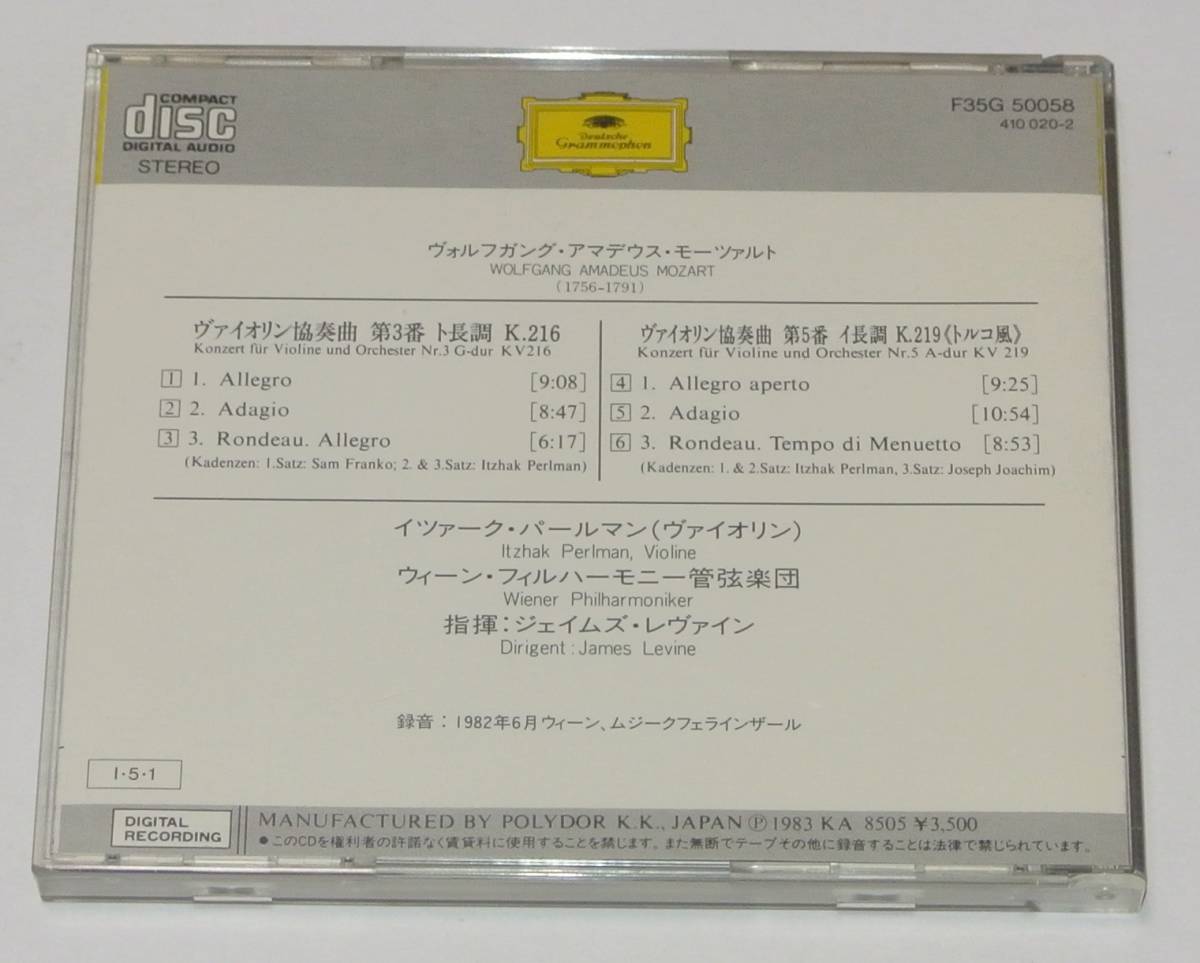 COMPACT
disc
DIGITAL AUDIO
STEREO
Deutsche
Grammophon
F35G 50058
410 020-2
ヴォルフガング・アマデウス・モーツァルト
WOLFGANG AMADEUS MOZART
(1756-1791)
ヴァイオリン協奏曲 第3番 ト長調 K.216
Konzert für Violine und Orchester Nr.3 G-dur KV216
1 1. Allegro [9:08]
2 2. Adagio [8:47]
3 3. Rondeau. Allegro [6:17]
(Kadenzen: 1.Satz: Sam Franko; 2. & 3.Satz: Itzhak Perlman)
ヴァイオリン協奏曲 第5番 イ長調 K.219《トルコ風》
Konzert für Violine und Orchester Nr.5 A-dur KV 219
4 1. Allegro aperto [9:25]
5 2. Adagio [10:54]
6 3. Rondeau. Tempo di Menuetto [8:53]
(Kadenzen: 1. & 2.Satz: Itzhak Perlman, 3.Satz: Joseph Joachim)
イツァーク・パールマン(ヴァイオリン)
Itzhak Perlman, Violine
ウィーン・フィルハーモニー管弦楽団
Wiener Philharmoniker
指揮:ジェイムズ・レヴァイン
Dirigent:James Levine
録音:1982年6月ウィーン、ムジークフェラインザール
I・5・1
DIGITAL
RECORDING
MANUFACTURED BY POLYDOR K.K., JAPAN Ⓟ1983 KA 8505 ¥3,500
●このCDを権利者の許諾なく賃貸料に使用することを禁じます。また無断でテープその他に録音することは法律で禁じられています。